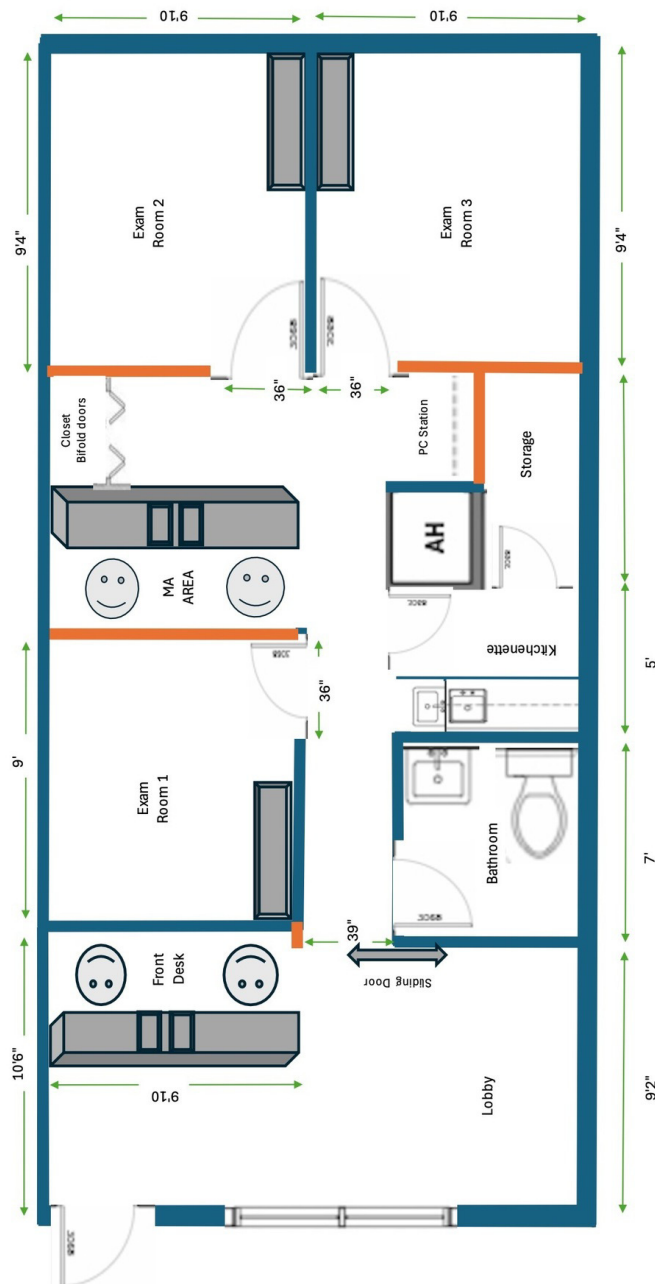 9'10
9'10
9'4"
Exam
Room 2
Exam
Room 3
9'4"
36"
36"
Closet
Bifold doors
PC Station
Storage
AH
MA
AREA
Kitchenette
5'
3068
36"
9'
Exam
Room 1
Bathroom
7'
39"
Sliding Door
Front
Desk
10'6"
9'10
Lobby
9'2"
3068